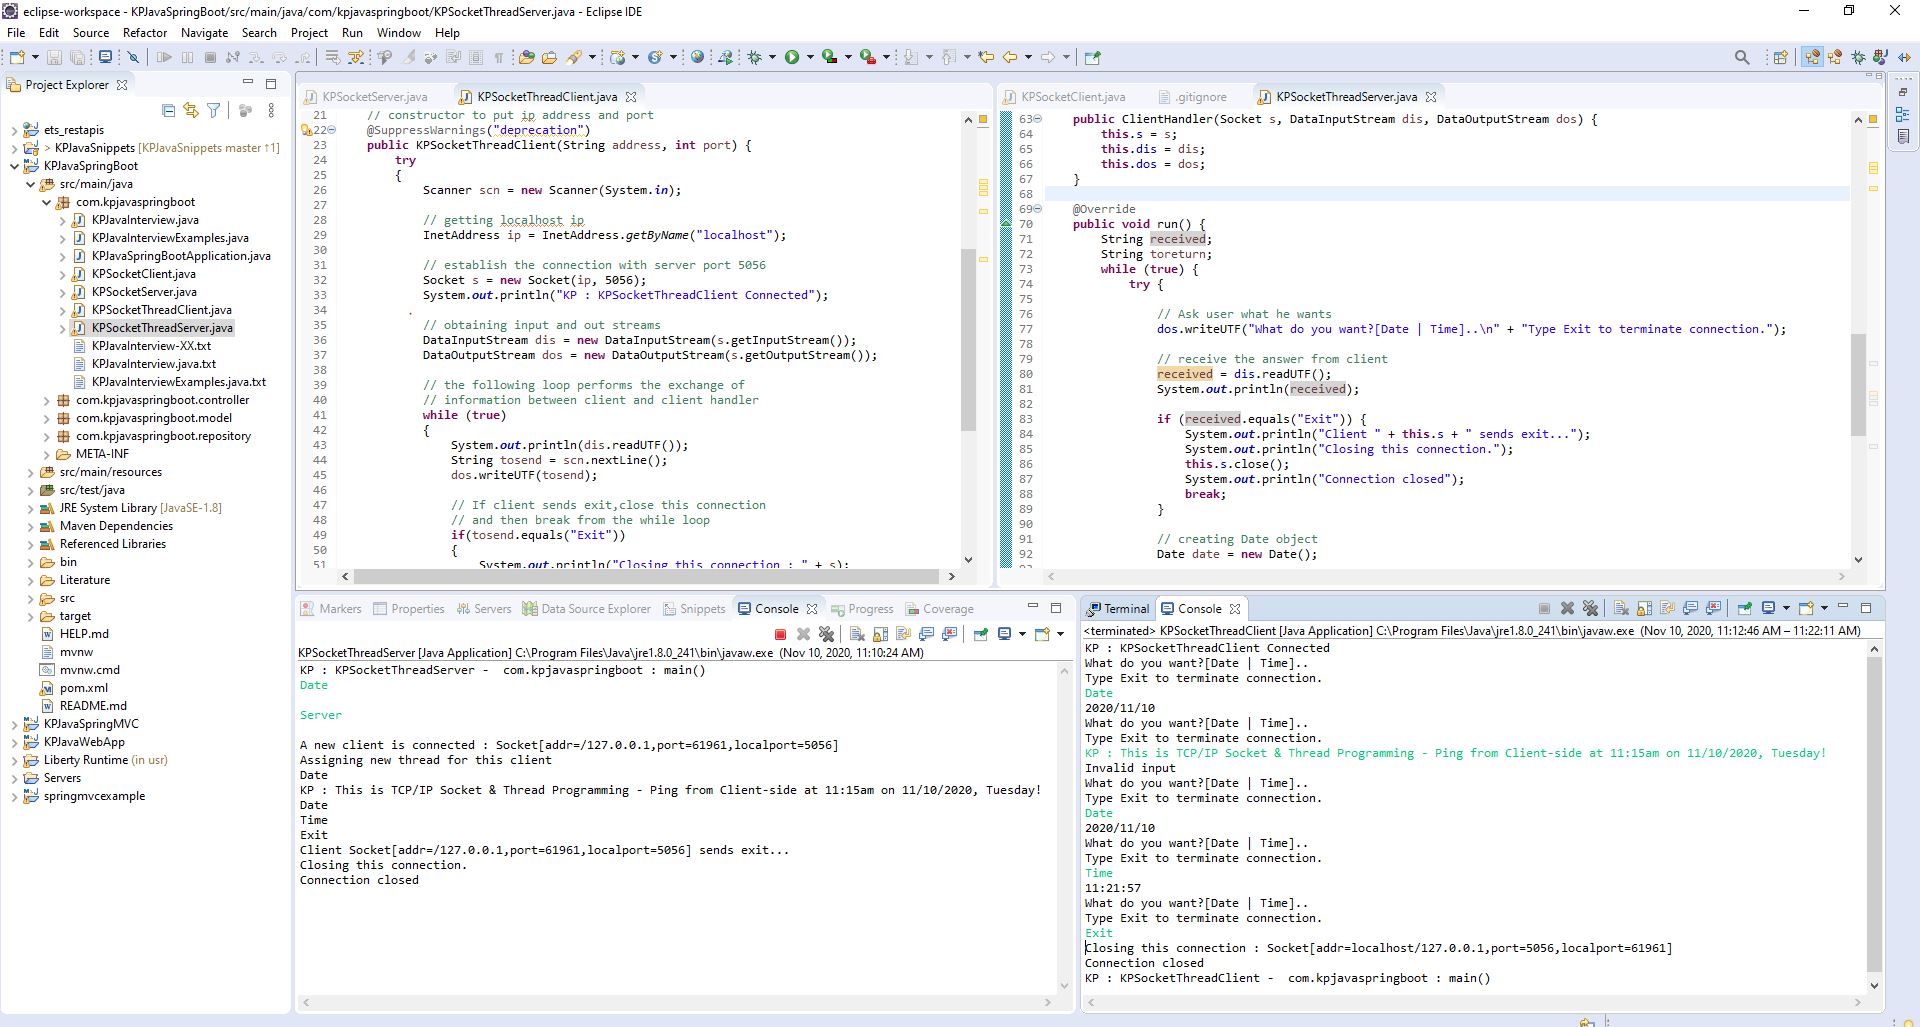 eclipse-workspace - KPJavaSpringBoot/src/main/java/com/kpjavaspringboot/KPSocketThreadServer.java - Eclipse IDE
File Edit Source Refactor Navigate Search Project Run Window Help
Project Explorer
ets_restapis
> KPJavaSnippets [KPJavaSnippets master ↑1]
KPJavaSpringBoot
src/main/java
com.kpjavaspringboot
KPJavaInterview.java
KPJavaInterviewExamples.java
KPJavaSpringBootApplication.java
KPSocketClient.java
KPSocketServer.java
KPSocketThreadClient.java
KPSocketThreadServer.java
KPJavaInterview-XX.txt
KPJavaInterview.java.txt
KPJavaInterviewExamples.java.txt
com.kpjavaspringboot.controller
com.kpjavaspringboot.model
com.kpjavaspringboot.repository
META-INF
src/main/resources
src/test/java
JRE System Library [JavaSE-1.8]
Maven Dependencies
Referenced Libraries
bin
Literature
src
target
HELP.md
mvnw
mvnw.cmd
pom.xml
README.md
KPJavaSpringMVC
KPJavaWebApp
Liberty Runtime (in usr)
Servers
springmvcexample
KPSocketServer.java KPSocketThreadClient.java
21 // constructor to put ip address and port
22 @SuppressWarnings("deprecation")
23 public KPSocketThreadClient(String address, int port) {
24 try
25 {
26 Scanner scn = new Scanner(System.in);
27
28 // getting localhost ip
29 InetAddress ip = InetAddress.getByName("localhost");
30
31 // establish the connection with server port 5056
32 Socket s = new Socket(ip, 5056);
33 System.out.println("KP : KPSocketThreadClient Connected");
34
35 // obtaining input and out streams
36 DataInputStream dis = new DataInputStream(s.getInputStream());
37 DataOutputStream dos = new DataOutputStream(s.getOutputStream());
38
39 // the following loop performs the exchange of
40 // information between client and client handler
41 while (true)
42 {
43 System.out.println(dis.readUTF());
44 String tosend = scn.nextLine();
45 dos.writeUTF(tosend);
46
47 // If client sends exit,close this connection
48 // and then break from the while loop
49 if(tosend.equals("Exit"))
50 {
51 System.out.println("Closing this connection : " + s);
KPSocketClient.java .gitignore KPSocketThreadServer.java
63 public ClientHandler(Socket s, DataInputStream dis, DataOutputStream dos) {
64 this.s = s;
65 this.dis = dis;
66 this.dos = dos;
67 }
68
69 @Override
70 public void run() {
71 String received;
72 String toreturn;
73 while (true) {
74 try {
75
76 // Ask user what he wants
77 dos.writeUTF("What do you want?[Date | Time]..\n" + "Type Exit to terminate connection.");
78
79 // receive the answer from client
80 received = dis.readUTF();
81 System.out.println(received);
82
83 if (received.equals("Exit")) {
84 System.out.println("Client " + this.s + " sends exit...");
85 System.out.println("Closing this connection.");
86 this.s.close();
87 System.out.println("Connection closed");
88 break;
89 }
90
91 // creating Date object
92 Date date = new Date();
Markers Properties Servers Data Source Explorer Snippets Console Progress Coverage
KPSocketThreadServer [Java Application] C:\Program Files\Java\jre1.8.0_241\bin\javaw.exe (Nov 10, 2020, 11:10:24 AM)
KP : KPSocketThreadServer - com.kpjavaspringboot : main()
Date
Server
A new client is connected : Socket[addr=/127.0.0.1,port=61961,localport=5056]
Assigning new thread for this client
Date
KP : This is TCP/IP Socket & Thread Programming - Ping from Client-side at 11:15am on 11/10/2020, Tuesday!
Date
Time
Exit
Client Socket[addr=/127.0.0.1,port=61961,localport=5056] sends exit...
Closing this connection.
Connection closed
Terminal Console
<terminated> KPSocketThreadClient [Java Application] C:\Program Files\Java\jre1.8.0_241\bin\javaw.exe (Nov 10, 2020, 11:12:46 AM – 11:22:11 AM)
KP : KPSocketThreadClient Connected
What do you want?[Date | Time]..
Type Exit to terminate connection.
Date
2020/11/10
What do you want?[Date | Time]..
Type Exit to terminate connection.
KP : This is TCP/IP Socket & Thread Programming - Ping from Client-side at 11:15am on 11/10/2020, Tuesday!
Invalid input
What do you want?[Date | Time]..
Type Exit to terminate connection.
Date
2020/11/10
What do you want?[Date | Time]..
Type Exit to terminate connection.
Time
11:21:57
What do you want?[Date | Time]..
Type Exit to terminate connection.
Exit
Closing this connection : Socket[addr=localhost/127.0.0.1,port=5056,localport=61961]
Connection closed
KP : KPSocketThreadClient - com.kpjavaspringboot : main()